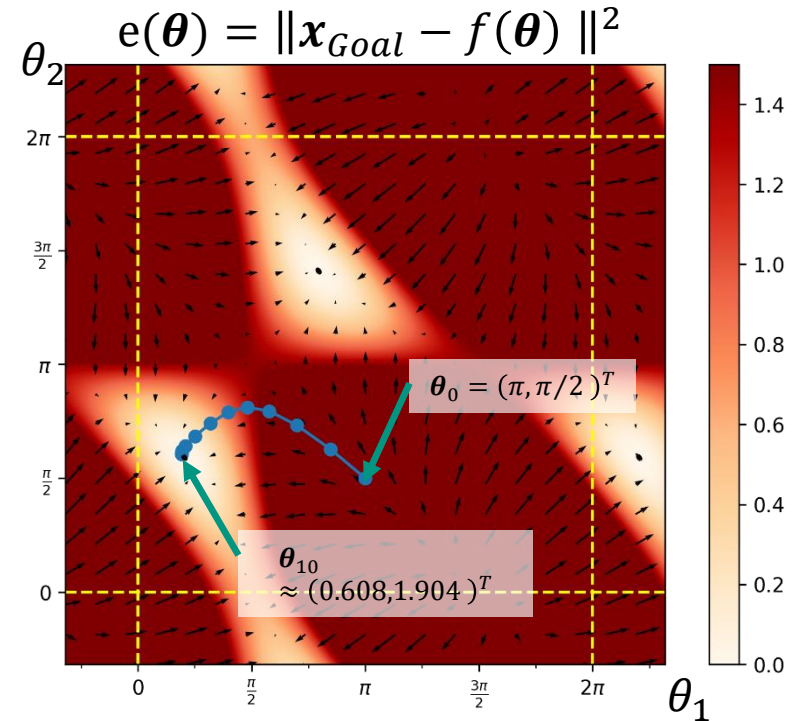 e(𝜽) = ‖𝒙_Goal − f(𝜽) ‖²
θ₂
2π
3π/2
π
π/2
0
𝜽₀ = (π, π/2 )ᵀ
𝜽₁₀
≈ (0.608,1.904 )ᵀ
0
π/2
π
3π/2
2π
θ₁
1.4
1.2
1.0
0.8
0.6
0.4
0.2
0.0